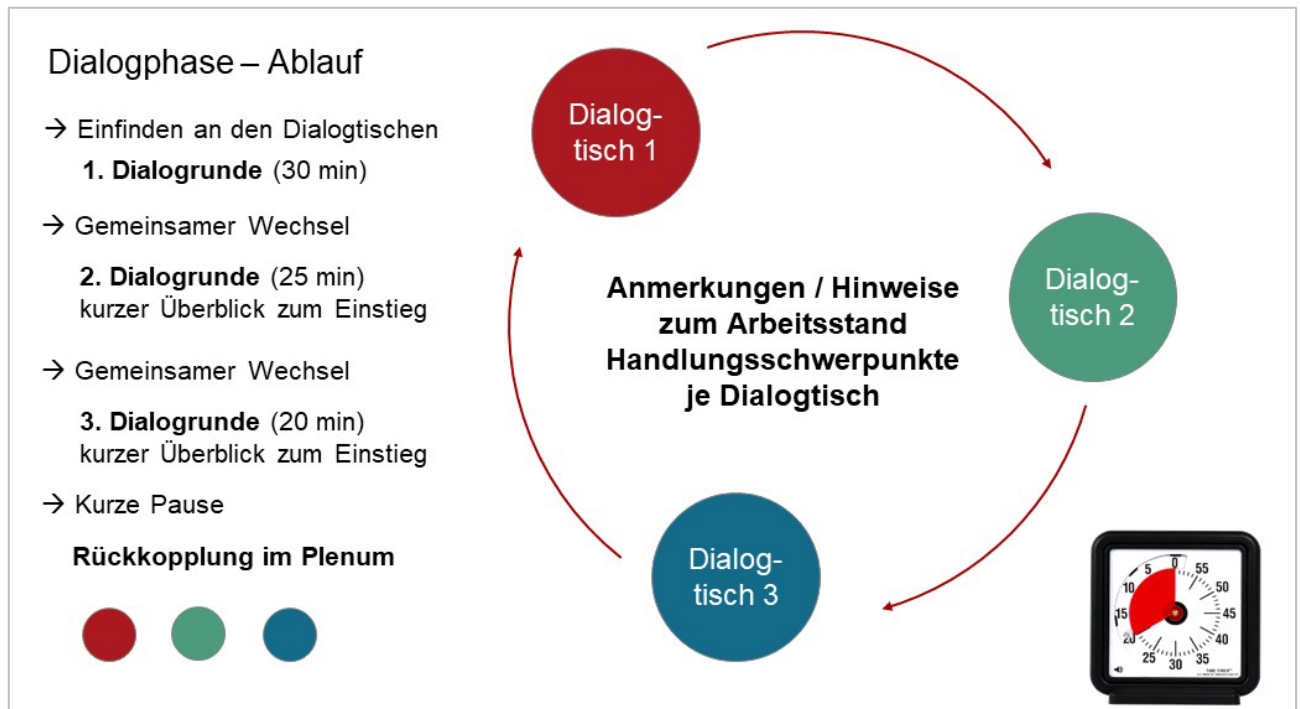 Dialogphase – Ablauf
→ Einfinden an den Dialogtischen
1. Dialogrunde (30 min)
→ Gemeinsamer Wechsel
2. Dialogrunde (25 min)
kurzer Überblick zum Einstieg
→ Gemeinsamer Wechsel
3. Dialogrunde (20 min)
kurzer Überblick zum Einstieg
→ Kurze Pause
Rückkopplung im Plenum
Dialog-
tisch 1
Dialog-
tisch 2
Anmerkungen / Hinweise
zum Arbeitsstand
Handlungsschwerpunkte
je Dialogtisch
Dialog-
tisch 3
0
5
10
15
20
25
30
35
40
45
50
55
TIME TIMER